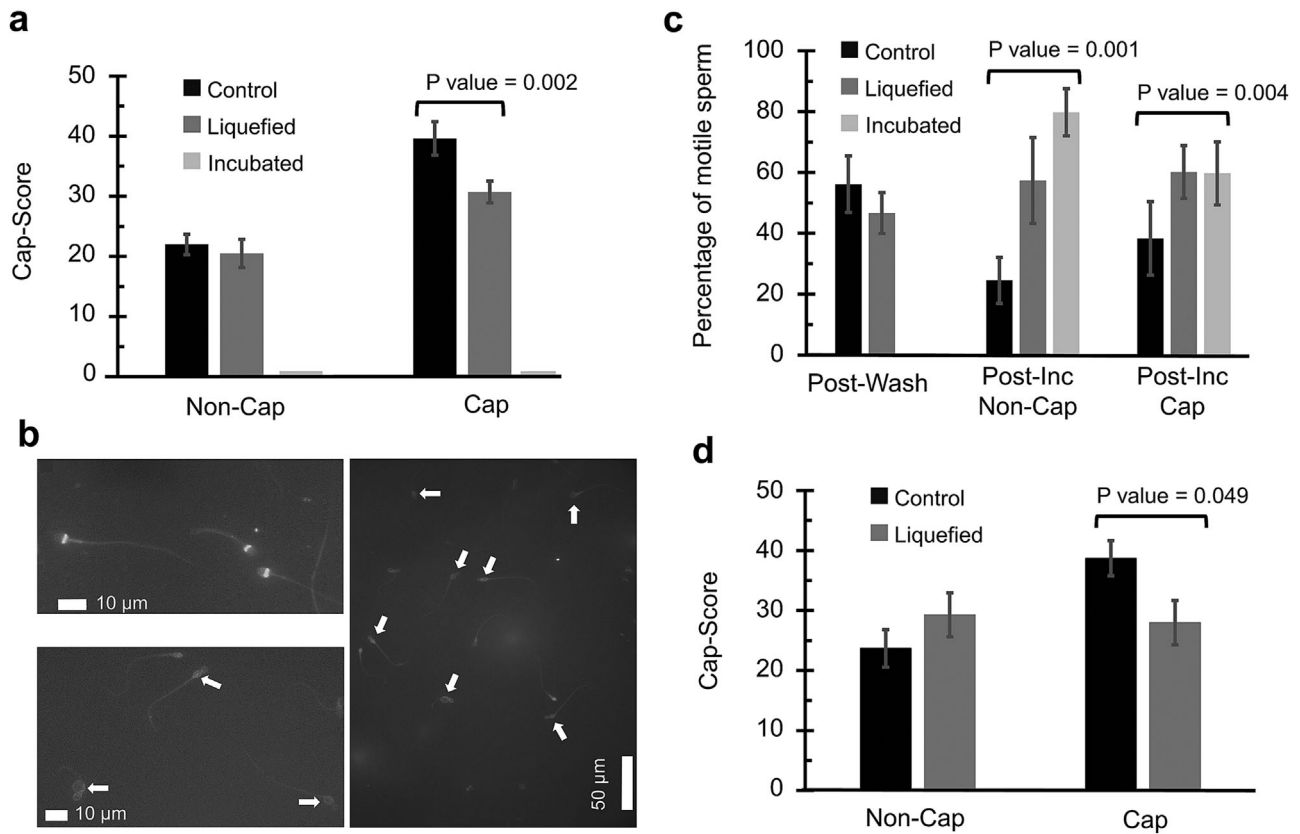 a
50
40
30
20
10
0
Cap-Score
Control
Liquefied
Incubated
P value = 0.002
Non-Cap
Cap
b
10 µm
10 µm
50 µm
c
100
80
60
40
20
0
Percentage of motile sperm
Control
Liquefied
Incubated
P value = 0.001
P value = 0.004
Post-Wash
Post-Inc
Non-Cap
Post-Inc
Cap
d
50
40
30
20
10
0
Cap-Score
Control
Liquefied
P value = 0.049
Non-Cap
Cap